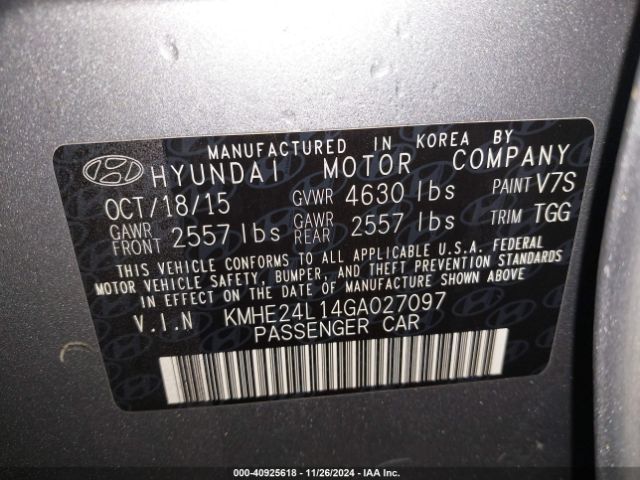 MANUFACTURED IN KOREA BY
HYUNDAI MOTOR COMPANY
OCT/18/15 GVWR 4630 lbs PAINT V7S
GAWR FRONT 2557 lbs GAWR REAR 2557 lbs TRIM TGG
THIS VEHICLE CONFORMS TO ALL APPLICABLE U.S.A. FEDERAL
MOTOR VEHICLE SAFETY, BUMPER, AND THEFT PREVENTION STANDARDS
IN EFFECT ON THE DATE OF MANUFACTURE SHOWN ABOVE
V.I.N KMHE24L14GA027097
PASSENGER CAR
000-40925618 - 11/26/2024 - IAA Inc.